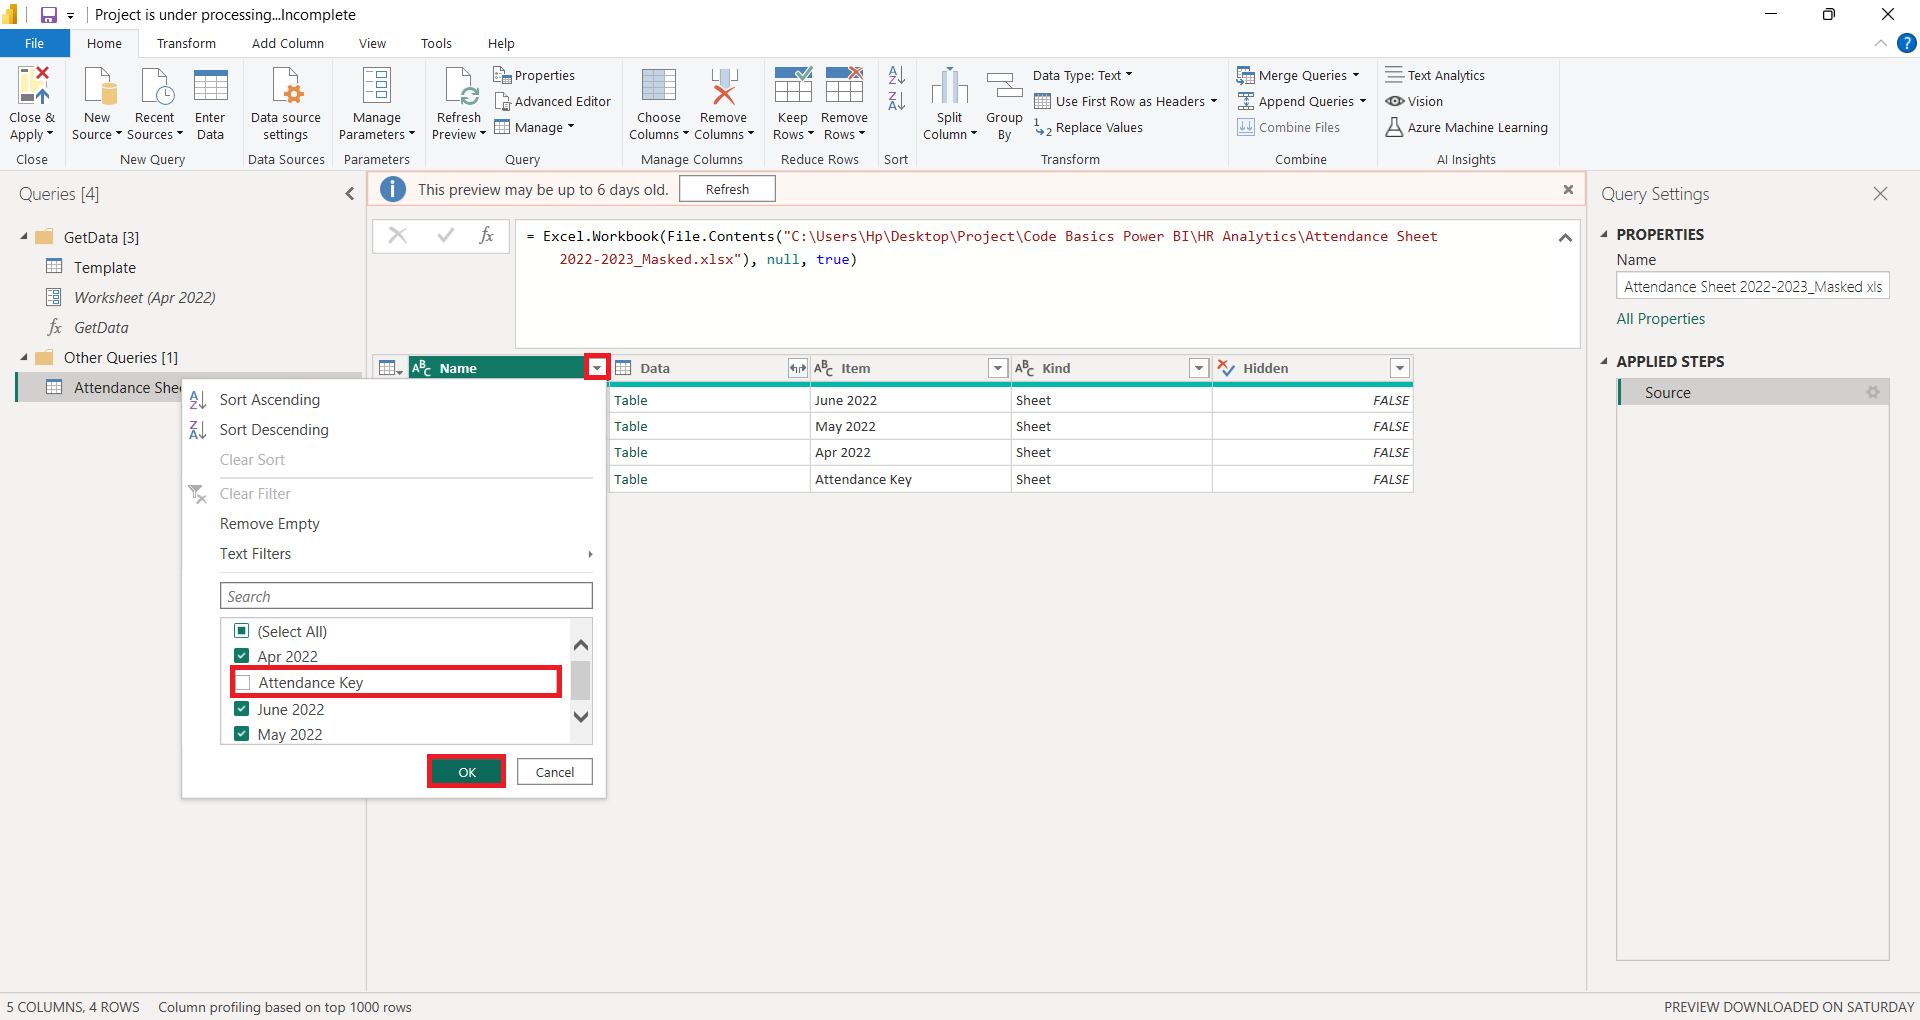 Project is under processing...Incomplete
File Home Transform Add Column View Tools Help
Close & Apply
Close
New Source
Recent Sources
Enter Data
New Query
Data source settings
Data Sources
Manage Parameters
Parameters
Refresh Preview
Properties
Advanced Editor
Manage
Query
Choose Columns
Remove Columns
Manage Columns
Keep Rows
Remove Rows
Reduce Rows
Sort
Split Column
Group By
Data Type: Text
Use First Row as Headers
Replace Values
Transform
Merge Queries
Append Queries
Combine Files
Combine
Text Analytics
Vision
Azure Machine Learning
AI Insights
Queries [4]
GetData [3]
Template
Worksheet (Apr 2022)
fx GetData
Other Queries [1]
Attendance Shee
This preview may be up to 6 days old. Refresh
fx
= Excel.Workbook(File.Contents("C:\Users\Hp\Desktop\Project\Code Basics Power BI\HR Analytics\Attendance Sheet
2022-2023_Masked.xlsx"), null, true)
ABC Name Data ABC Item ABC Kind Hidden
Table June 2022 Sheet FALSE
Table May 2022 Sheet FALSE
Table Apr 2022 Sheet FALSE
Table Attendance Key Sheet FALSE
Sort Ascending
Sort Descending
Clear Sort
Clear Filter
Remove Empty
Text Filters
Search
(Select All)
Apr 2022
Attendance Key
June 2022
May 2022
OK Cancel
Query Settings
PROPERTIES
Name
Attendance Sheet 2022-2023_Masked xls
All Properties
APPLIED STEPS
Source
5 COLUMNS, 4 ROWS Column profiling based on top 1000 rows
PREVIEW DOWNLOADED ON SATURDAY